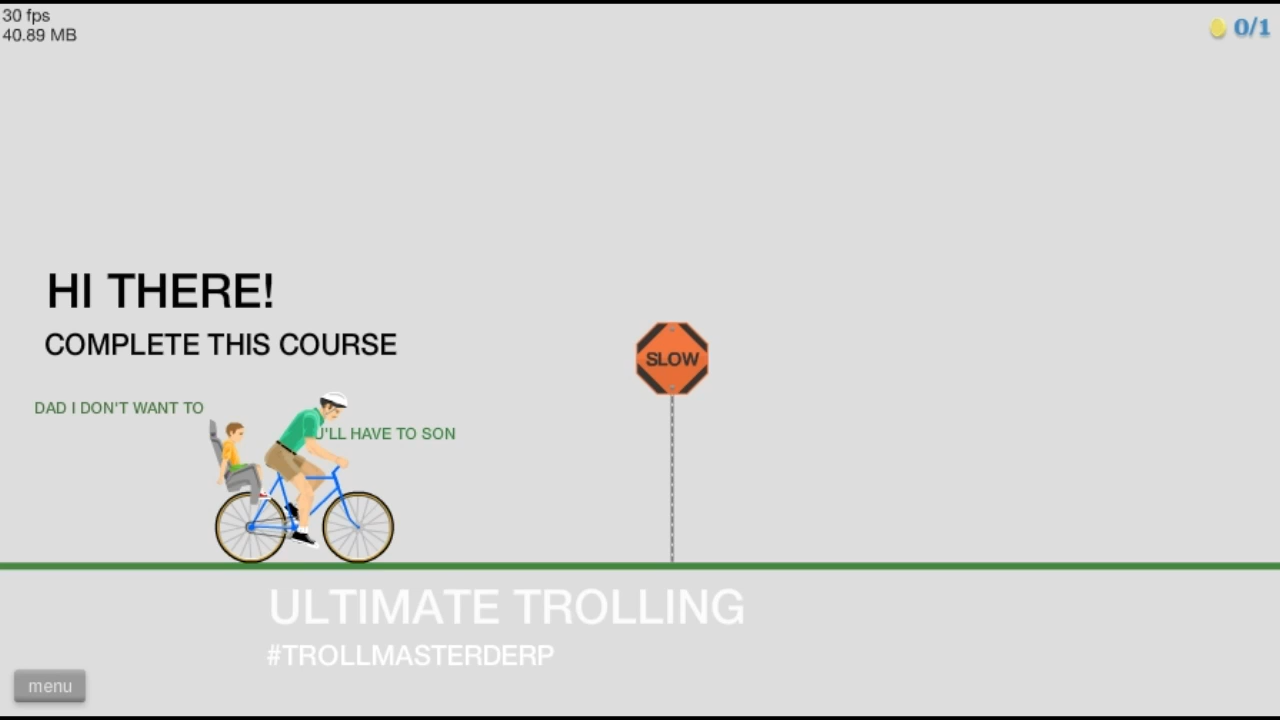 30 fps
40.89 MB
0/1
HI THERE!
COMPLETE THIS COURSE
DAD I DON'T WANT TO
U'LL HAVE TO SON
SLOW
ULTIMATE TROLLING
#TROLLMASTERDERP
menu